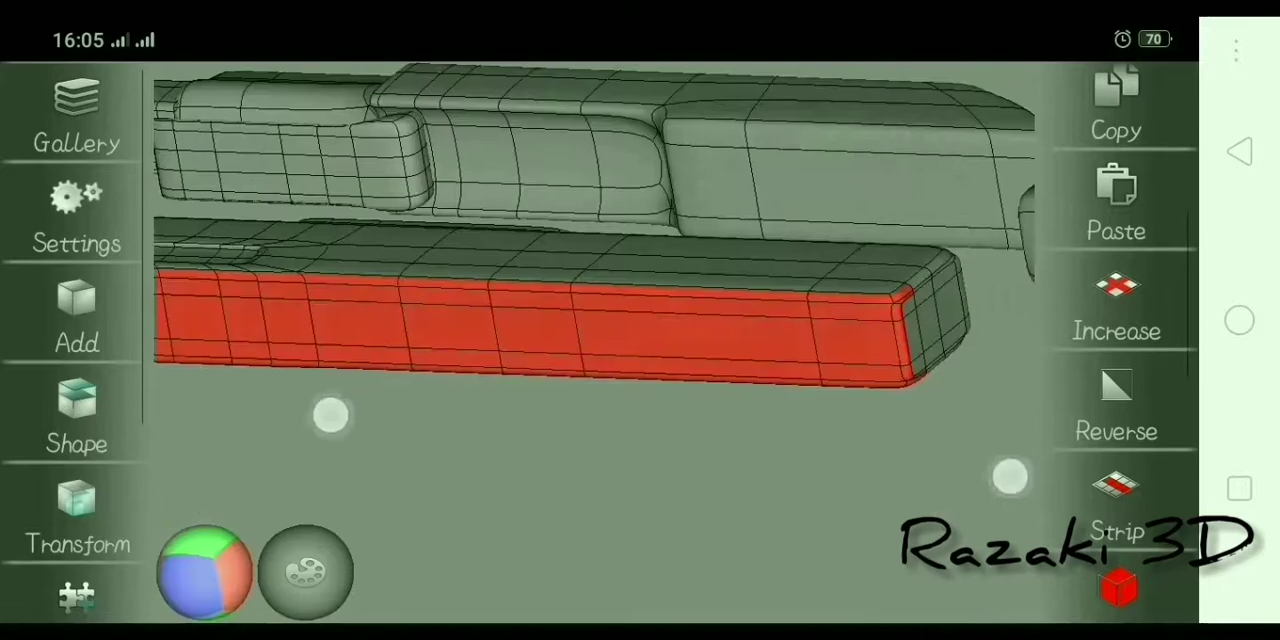 16:05
70
Gallery
Settings
Add
Shape
Transform
Copy
Paste
Increase
Reverse
Strip
Razaki 3D